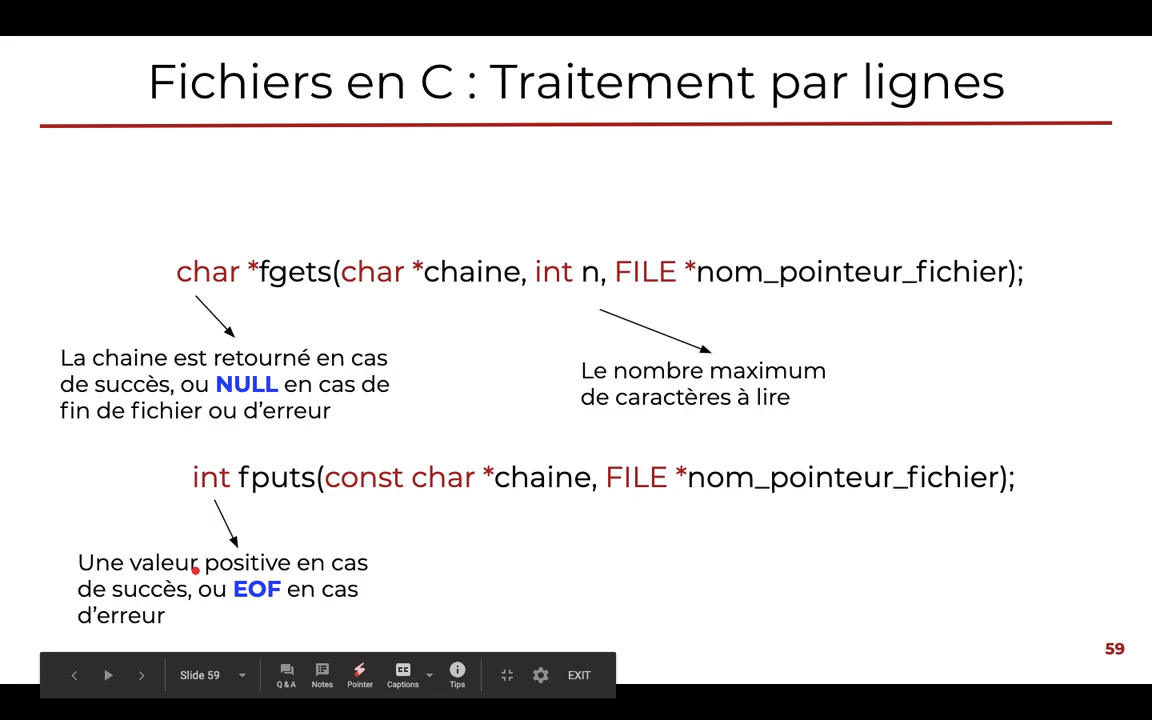 Fichiers en C : Traitement par lignes
char *fgets(char *chaine, int n, FILE *nom_pointeur_fichier);
La chaine est retourné en cas
de succès, ou NULL en cas de
fin de fichier ou d’erreur
Le nombre maximum
de caractères à lire
int fputs(const char *chaine, FILE *nom_pointeur_fichier);
Une valeur positive en cas
de succès, ou EOF en cas
d’erreur
59
Slide 59
Q & A
Notes
Pointer
CC
Captions
Tips
EXIT